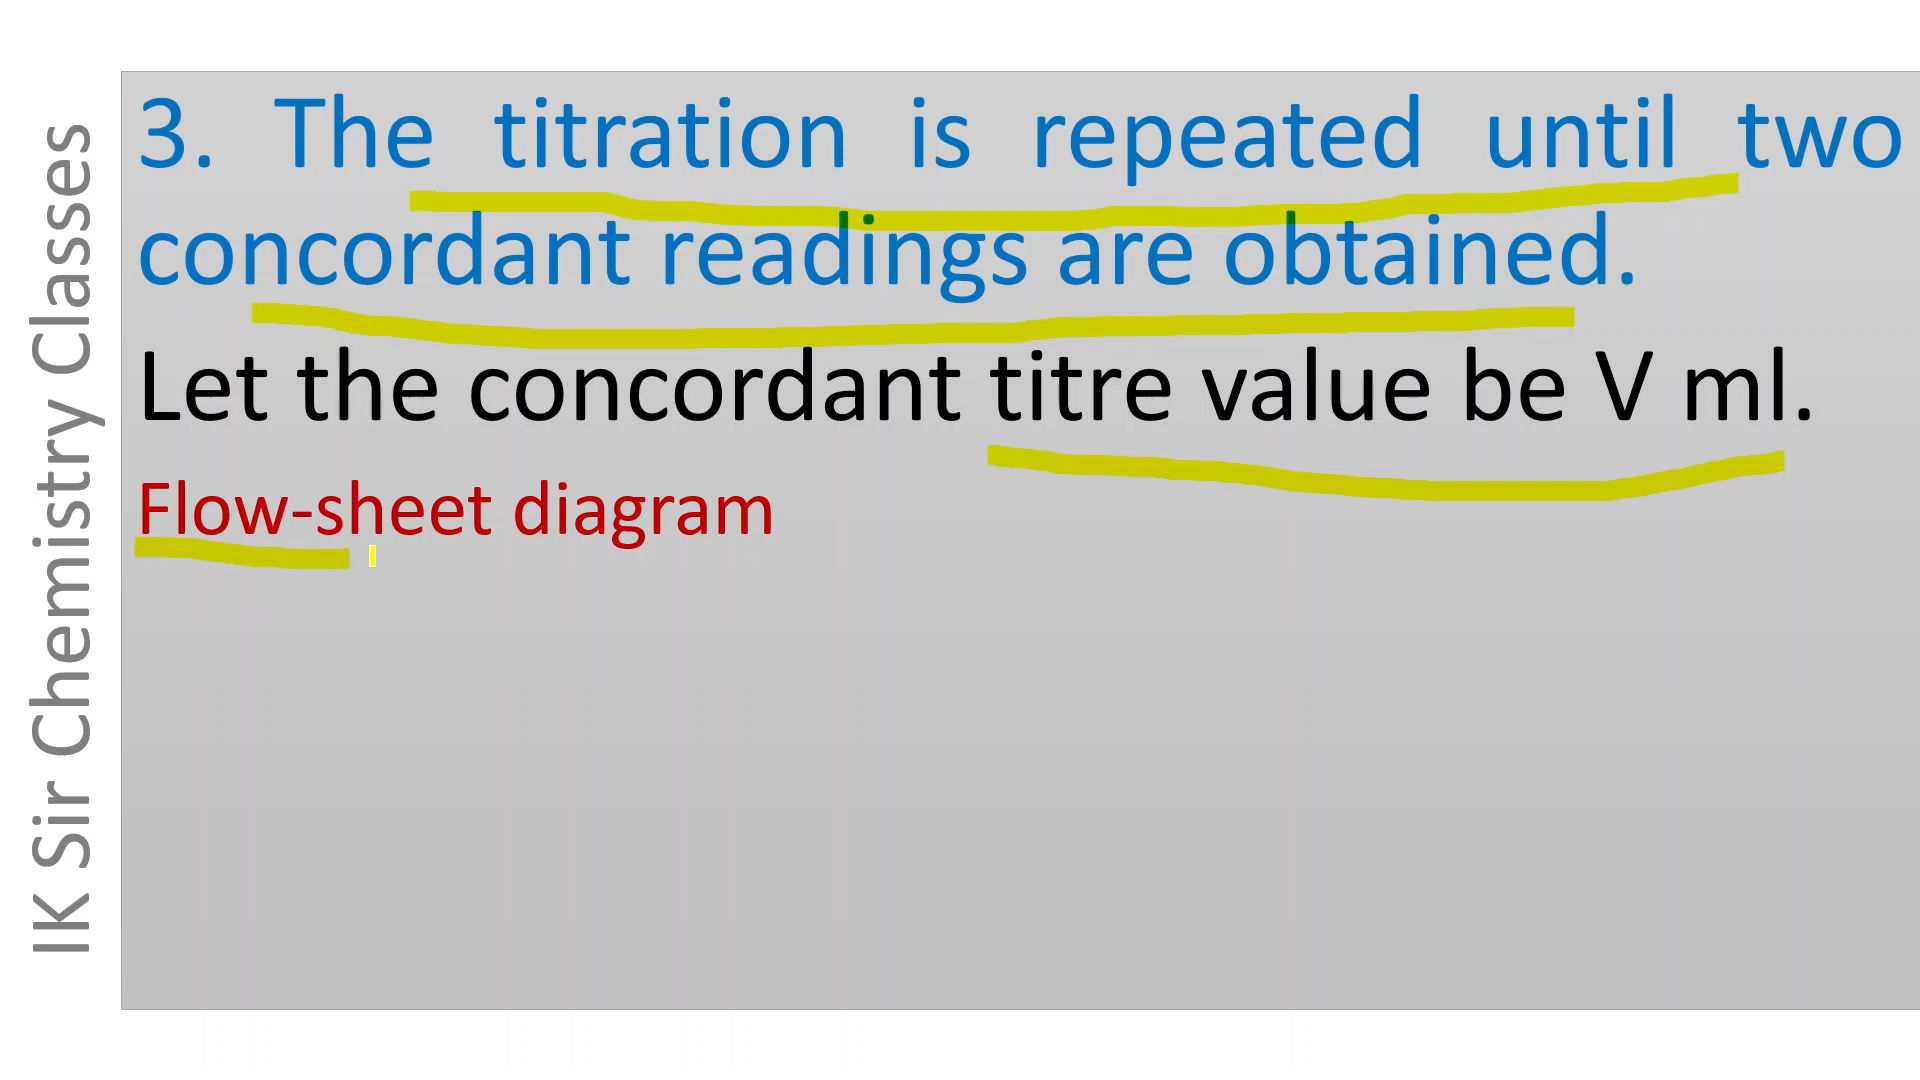 IK Sir Chemistry Classes
3. The titration is repeated until two
concordant readings are obtained.
Let the concordant titre value be V ml.
Flow-sheet diagram